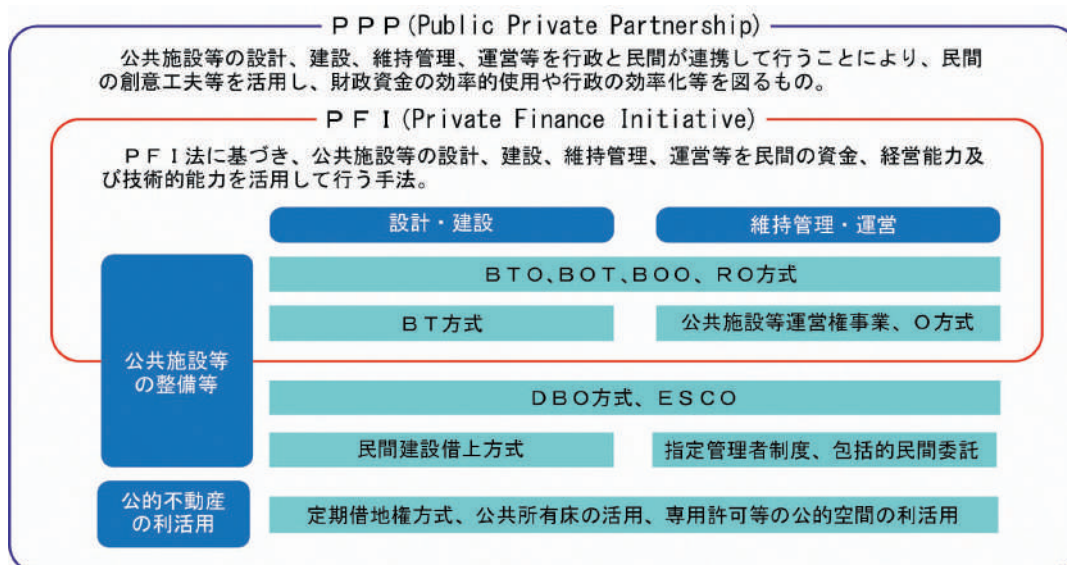 ＰＰＰ(Public Private Partnership)
公共施設等の設計、建設、維持管理、運営等を行政と民間が連携して行うことにより、民間
の創意工夫等を活用し、財政資金の効率的使用や行政の効率化等を図るもの。
ＰＦＩ(Private Finance Initiative)
ＰＦＩ法に基づき、公共施設等の設計、建設、維持管理、運営等を民間の資金、経営能力及
び技術的能力を活用して行う手法。
設計・建設
維持管理・運営
公共施設等
の整備等
ＢＴＯ、ＢＯＴ、ＢＯＯ、ＲＯ方式
ＢＴ方式
公共施設等運営権事業、Ｏ方式
ＤＢＯ方式、ＥＳＣＯ
民間建設借上方式
指定管理者制度、包括的民間委託
公的不動産
の利活用
定期借地権方式、公共所有床の活用、専用許可等の公的空間の利活用